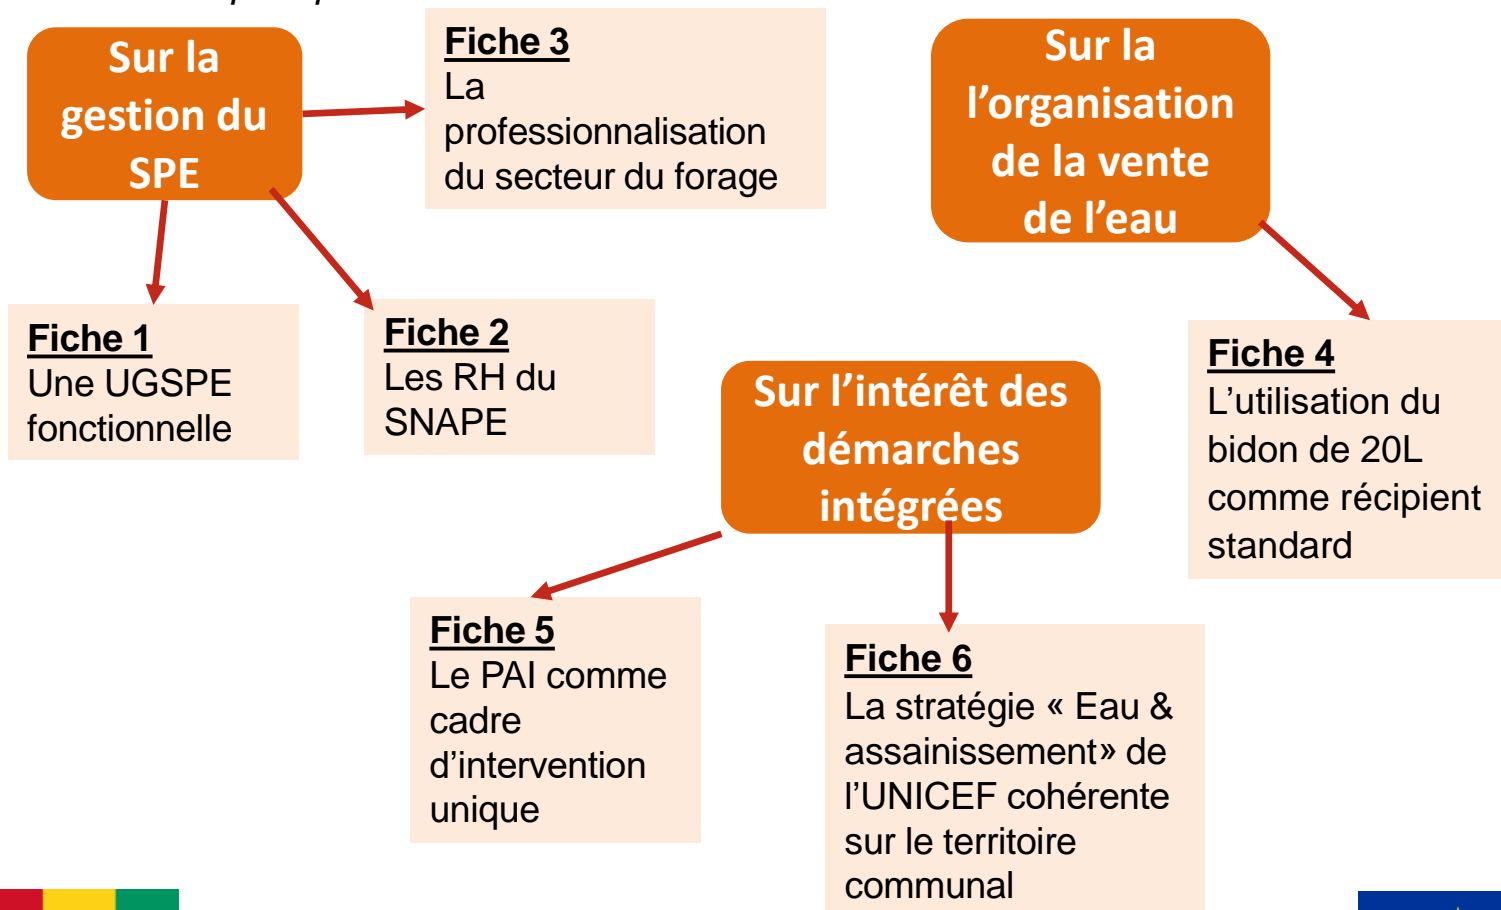 Sur la
gestion du
SPE
Fiche 3
La
professionnalisation
du secteur du forage
Sur la
l’organisation
de la vente
de l’eau
Fiche 1
Une UGSPE
fonctionnelle
Fiche 2
Les RH du
SNAPE
Sur l’intérêt des
démarches
intégrées
Fiche 4
L’utilisation du
bidon de 20L
comme récipient
standard
Fiche 5
Le PAI comme
cadre
d’intervention
unique
Fiche 6
La stratégie « Eau &
assainissement» de
l’UNICEF cohérente
sur le territoire
communal